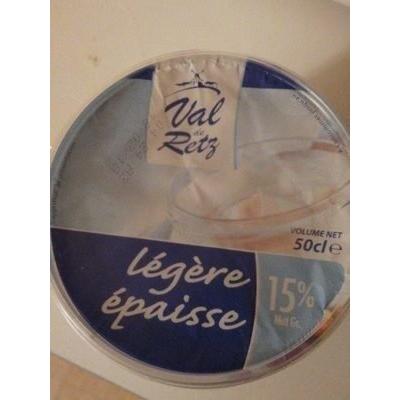 Val
de
Retz
VOLUME NET
50cl e
légère
épaisse
15%
Mat Gr.